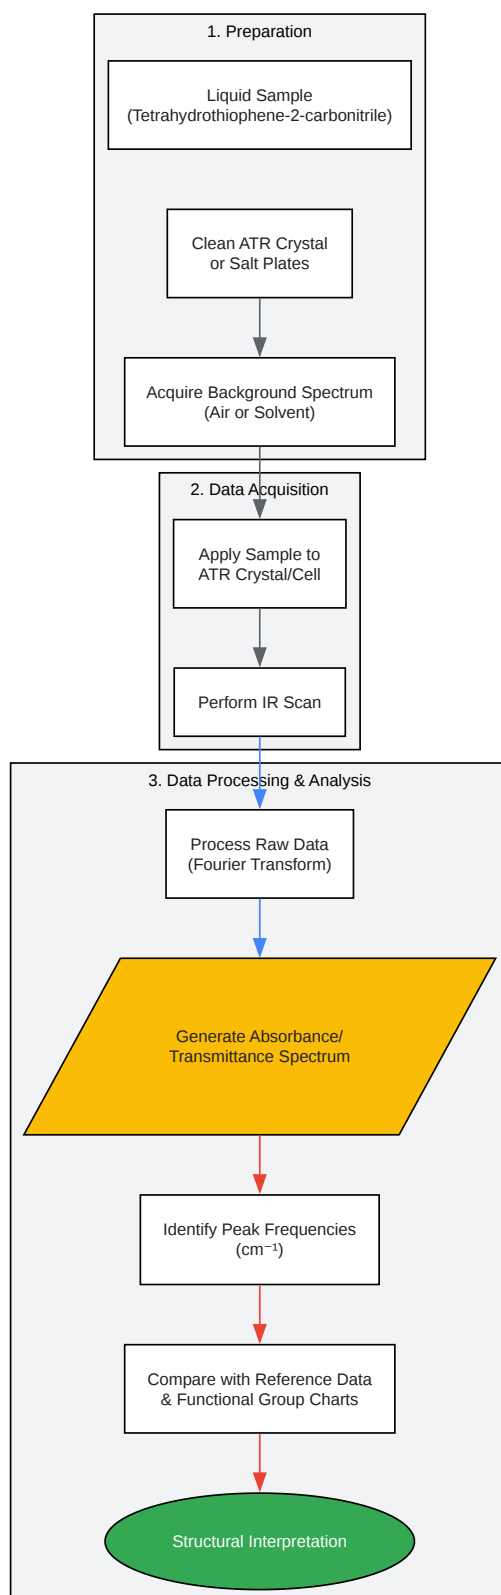 1. Preparation
Liquid Sample
(Tetrahydrothiophene-2-carbonitrile)
Clean ATR Crystal
or Salt Plates
Acquire Background Spectrum
(Air or Solvent)
2. Data Acquisition
Apply Sample to
ATR Crystal/Cell
Perform IR Scan
3. Data Processing & Analysis
Process Raw Data
(Fourier Transform)
Generate Absorbance/
Transmittance Spectrum
Identify Peak Frequencies
(cm⁻¹)
Compare with Reference Data
& Functional Group Charts
Structural Interpretation